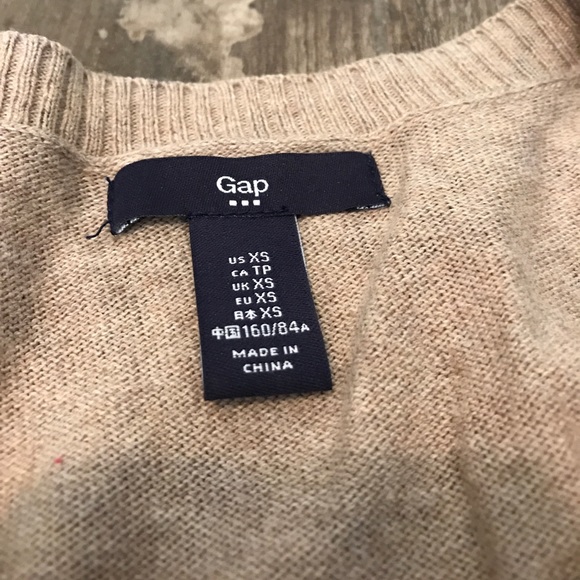 Gap
US XS
CA TP
UK XS
EU XS
日本 XS
中国 160/84A
MADE IN
CHINA